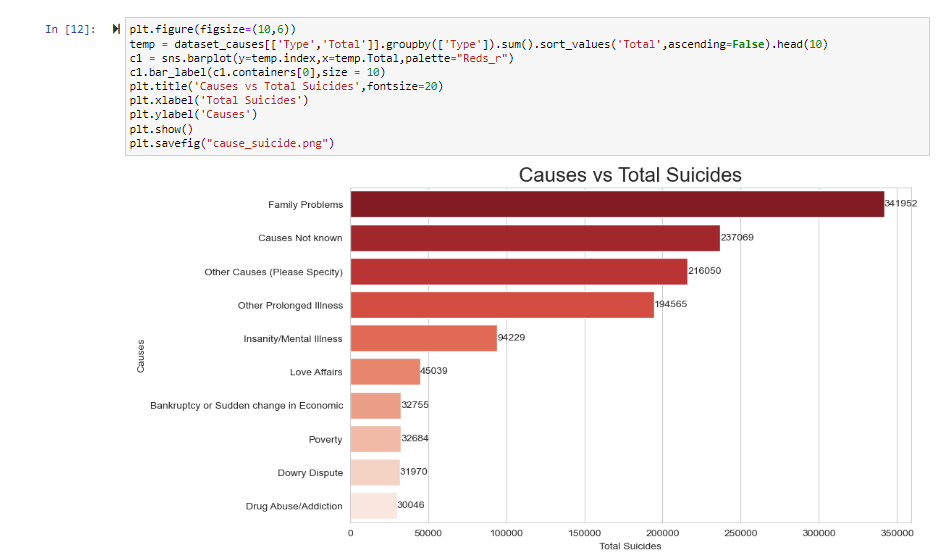 In [12]:
plt.figure(figsize=(10,6))
temp = dataset_causes[['Type','Total']].groupby(['Type']).sum().sort_values('Total',ascending=False).head(10)
c1 = sns.barplot(y=temp.index,x=temp.Total,palette="Reds_r")
c1.bar_label(c1.containers[0],size = 10)
plt.title('Causes vs Total Suicides',fontsize=20)
plt.xlabel('Total Suicides')
plt.ylabel('Causes')
plt.show()
plt.savefig("cause_suicide.png")
Causes vs Total Suicides
Family Problems 341952
Causes Not known 237069
Other Causes (Please Specity) 216050
Other Prolonged Illness 194565
Insanity/Mental Illness 94229
Love Affairs 45039
Bankruptcy or Sudden change in Economic 32755
Poverty 32684
Dowry Dispute 31970
Drug Abuse/Addiction 30046
Causes
0 50000 100000 150000 200000 250000 300000 350000
Total Suicides